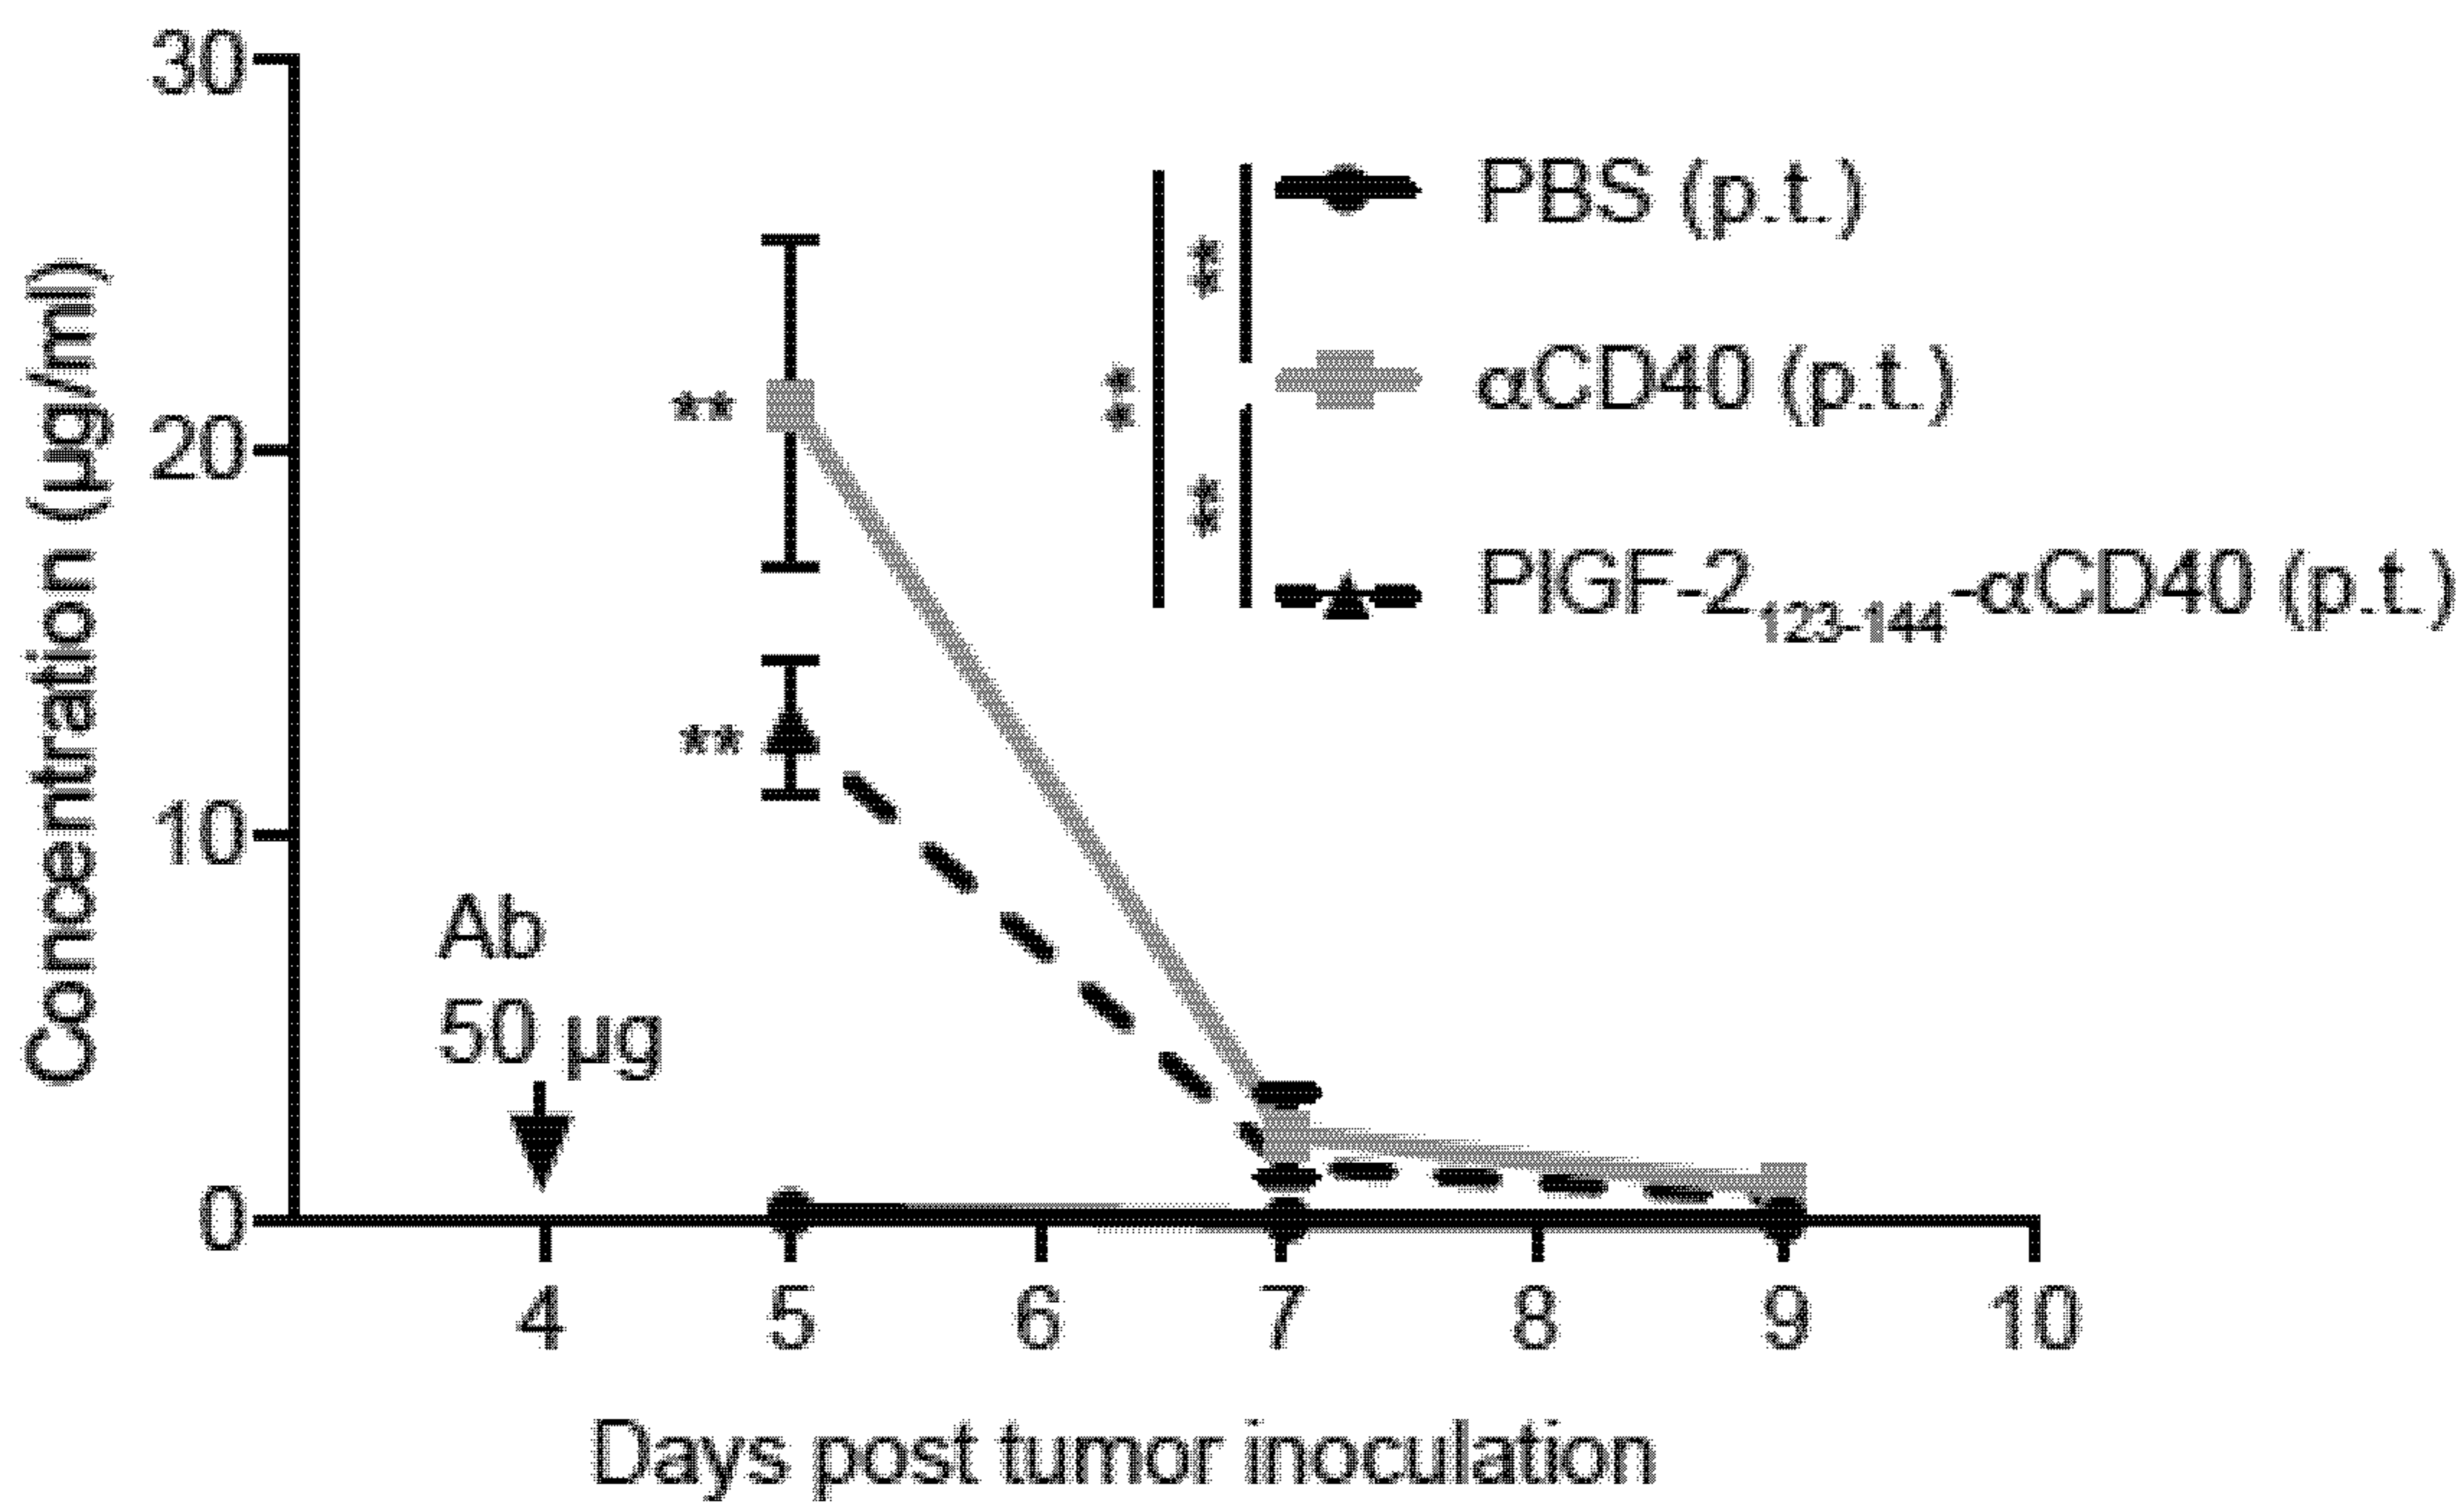 Concentration (µg/ml)
30
20
10
0
**
**
Ab
50 µg
**
**
**
PBS (p.t.)
αCD40 (p.t.)
PlGF-2₁₂₃₋₁₄₄-αCD40 (p.t.)
4 5 6 7 8 9 10
Days post tumor inoculation